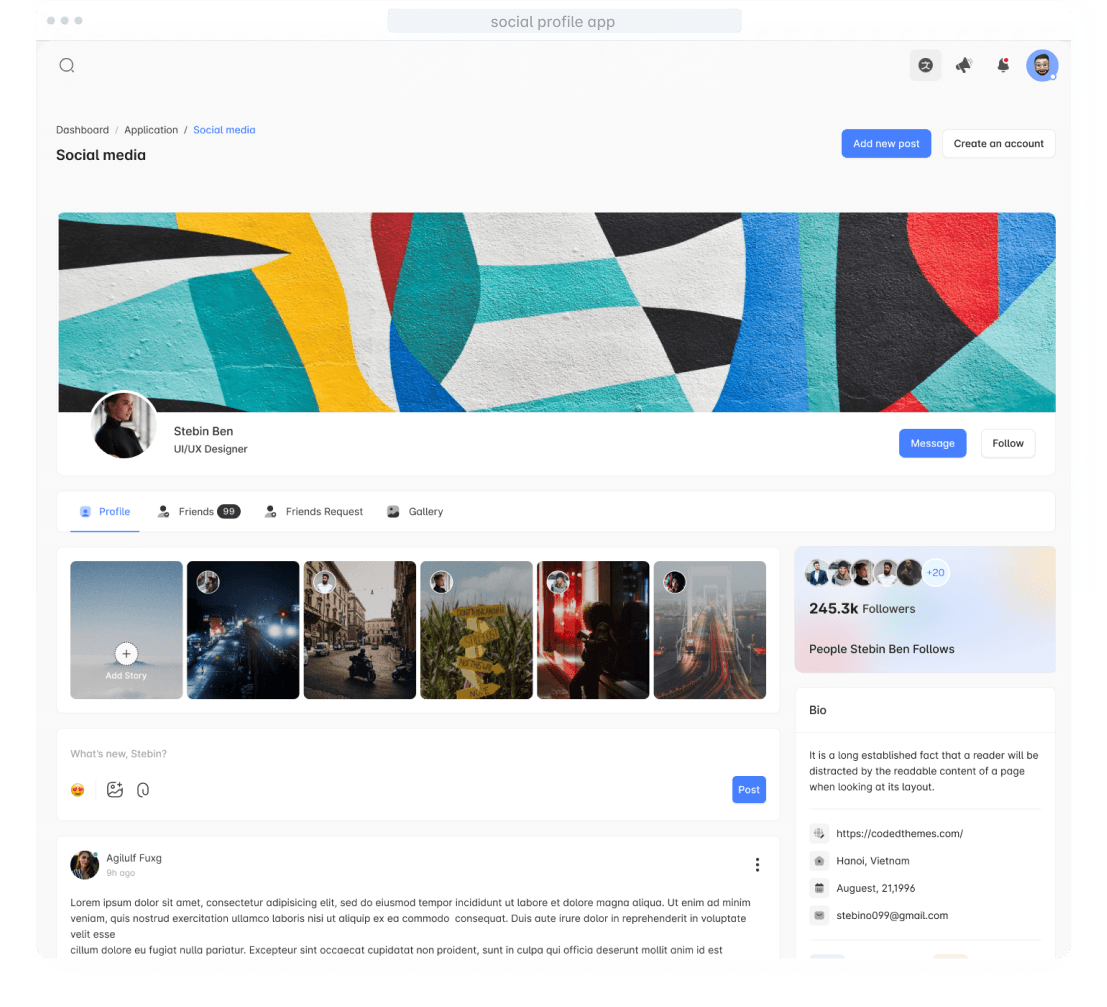 social profile app
Dashboard / Application / Social media
Social media
Add new post
Create an account
Stebin Ben
UI/UX Designer
Message
Follow
Profile
Friends 99
Friends Request
Gallery
Add Story
+20
245.3k Followers
People Stebin Ben Follows
What's new, Stebin?
Post
Bio
It is a long established fact that a reader will be
distracted by the readable content of a page
when looking at its layout.
https://codedthemes.com/
Hanoi, Vietnam
Auguest, 21,1996
stebino099@gmail.com
Agilulf Fuxg
9h ago
Lorem ipsum dolor sit amet, consectetur adipisicing elit, sed do eiusmod tempor incididunt ut labore et dolore magna aliqua. Ut enim ad minim
veniam, quis nostrud exercitation ullamco laboris nisi ut aliquip ex ea commodo consequat. Duis aute irure dolor in reprehenderit in voluptate
velit esse
cillum dolore eu fugiat nulla pariatur. Excepteur sint occaecat cupidatat non proident, sunt in culpa qui officia deserunt mollit anim id est